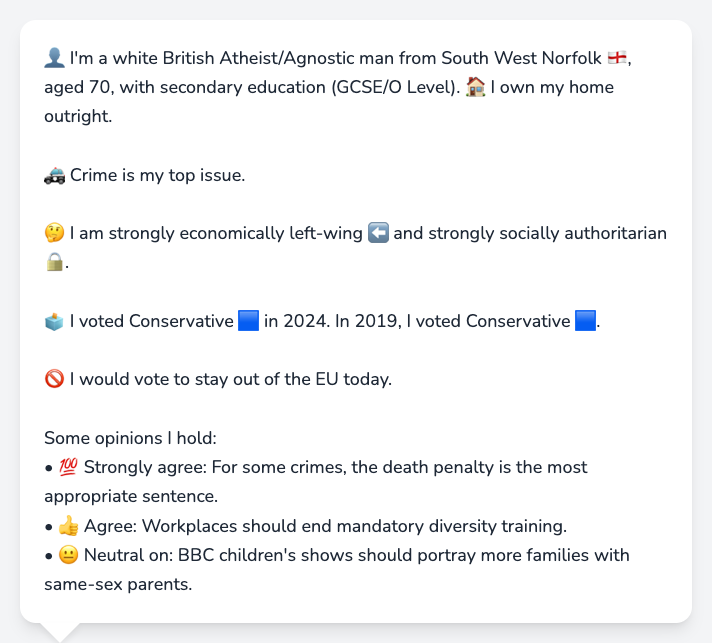 👤 I'm a white British Atheist/Agnostic man from South West Norfolk 🏴󠁧󠁢󠁥󠁮󠁧󠁿,
aged 70, with secondary education (GCSE/O Level). 🏠 I own my home
outright.
🚓 Crime is my top issue.
🤔 I am strongly economically left-wing ⬅️ and strongly socially authoritarian
🔒.
🗳️ I voted Conservative 🟦 in 2024. In 2019, I voted Conservative 🟦.
🚫 I would vote to stay out of the EU today.
Some opinions I hold:
• 💯 Strongly agree: For some crimes, the death penalty is the most
appropriate sentence.
• 👍 Agree: Workplaces should end mandatory diversity training.
• 😐 Neutral on: BBC children's shows should portray more families with
same-sex parents.